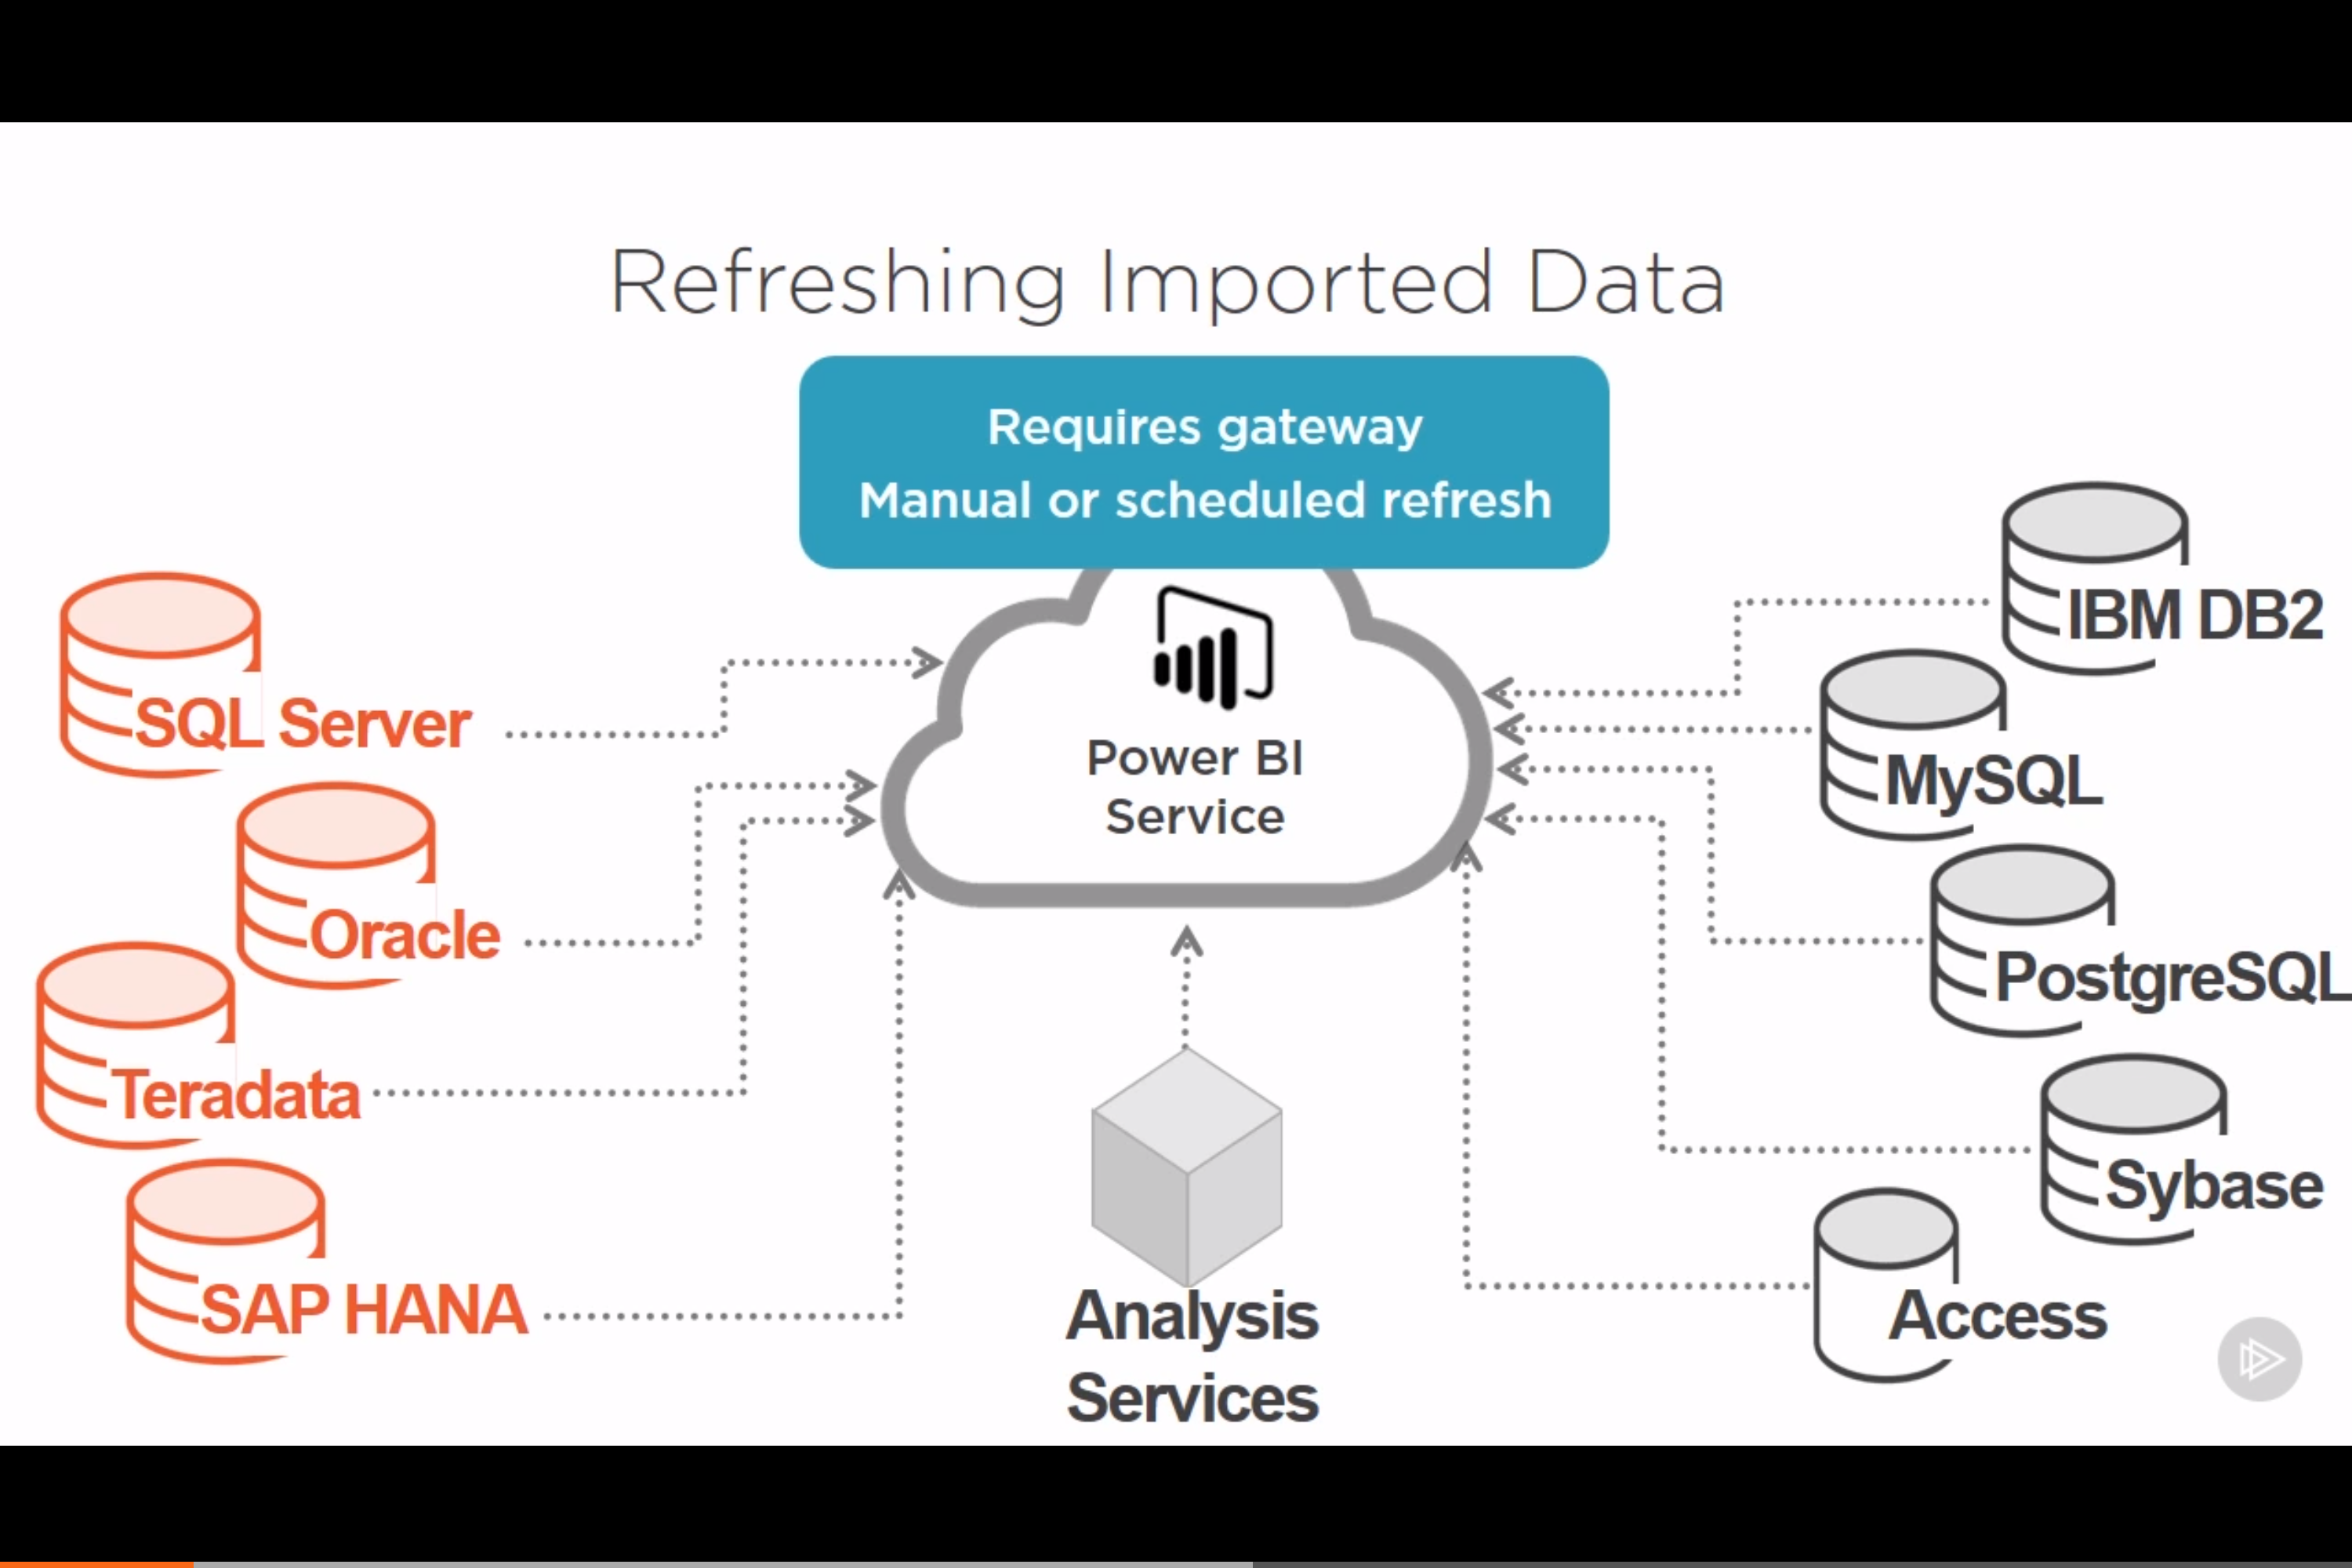 Refreshing Imported Data
Requires gateway
Manual or scheduled refresh
Power BI
Service
SQL Server
Oracle
Teradata
SAP HANA
Analysis
Services
IBM DB2
MySQL
PostgreSQL
Sybase
Access